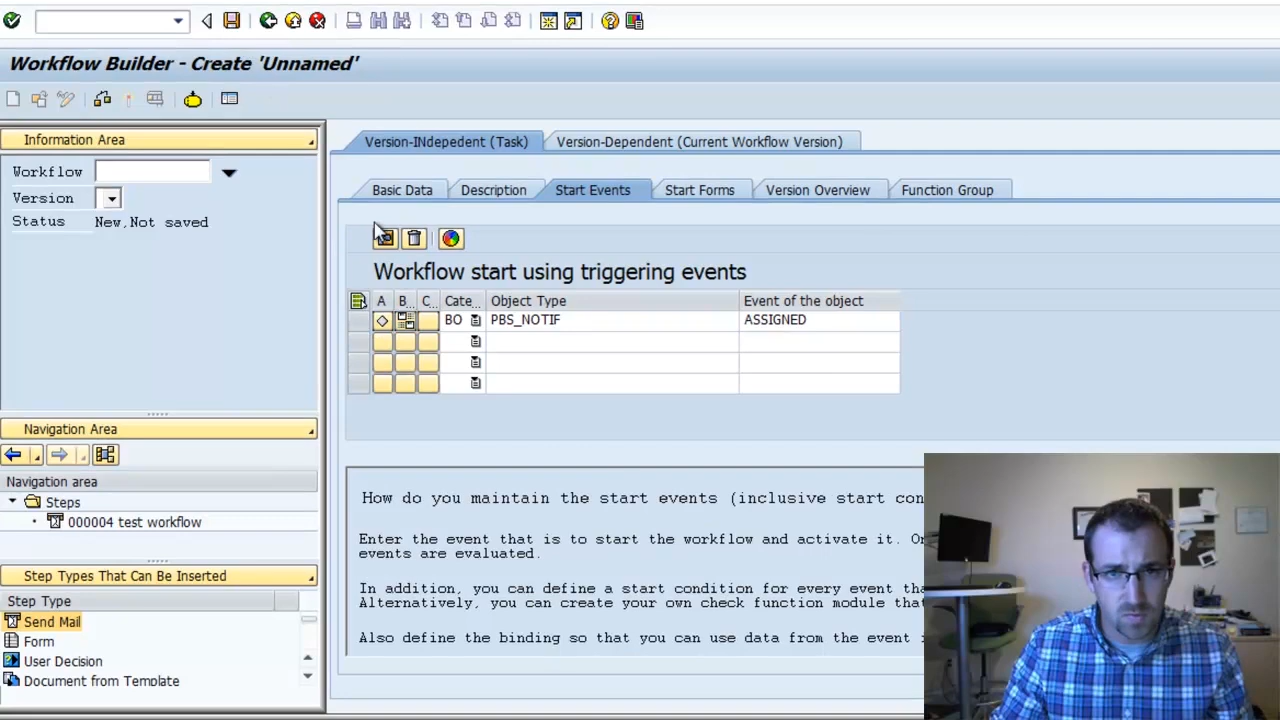 Workflow Builder - Create 'Unnamed'
Information Area
Workflow
Version
Status New,Not saved
Navigation Area
Navigation area
Steps
000004 test workflow
Step Types That Can Be Inserted
Step Type
Send Mail
Form
User Decision
Document from Template
Version-INdepedent (Task) Version-Dependent (Current Workflow Version)
Basic Data Description Start Events Start Forms Version Overview Function Group
Workflow start using triggering events
A B... C... Cate... Object Type Event of the object
BO PBS_NOTIF ASSIGNED
How do you maintain the start events (inclusive start con
Enter the event that is to start the workflow and activate it.
events are evaluated.
In addition, you can define a start condition for every event tha
Alternatively, you can create your own check function module tha
Also define the binding so that you can use data from the event